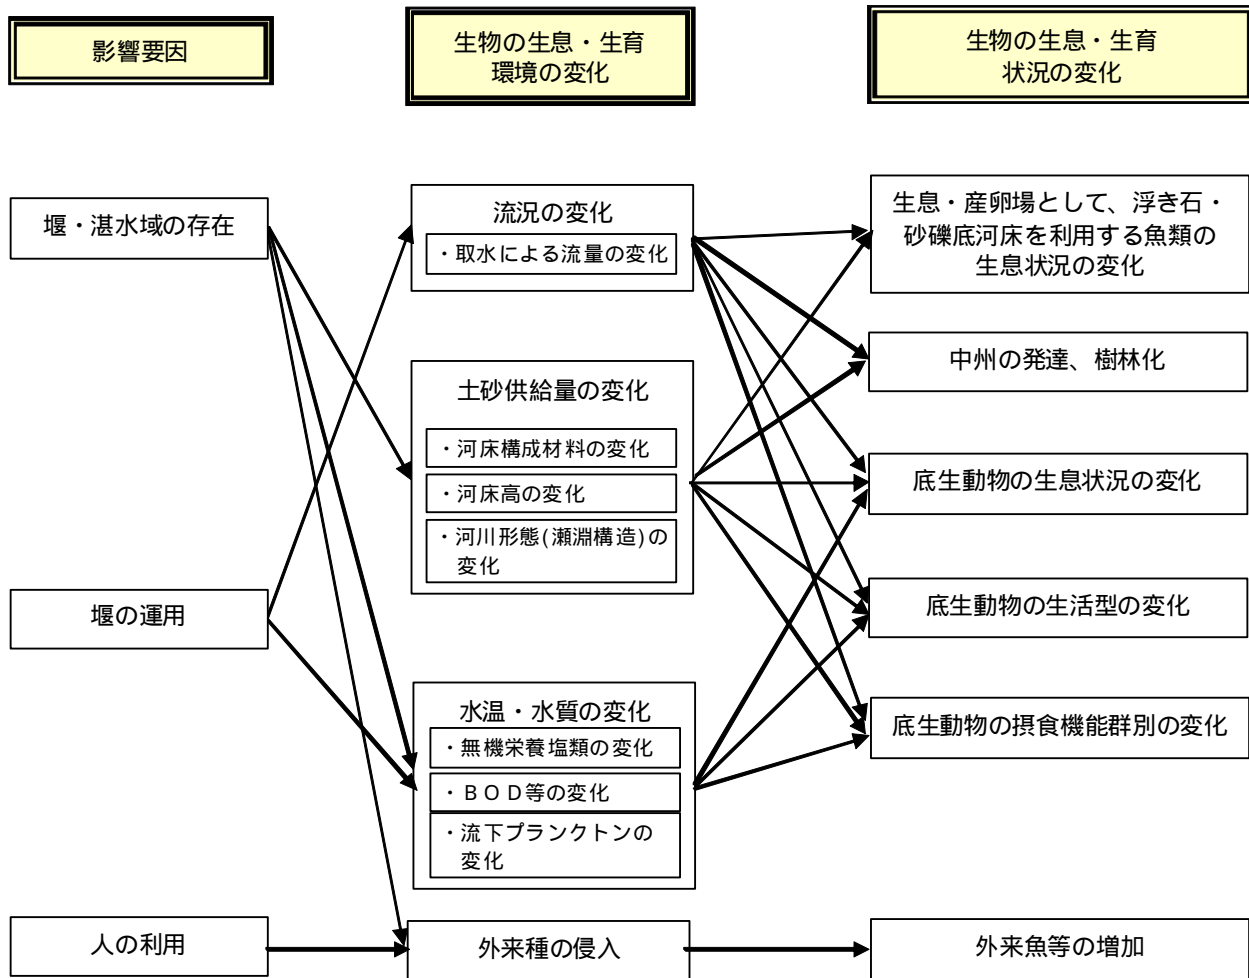 影響要因
生物の生息・生育
環境の変化
生物の生息・生育
状況の変化
堰・湛水域の存在
流況の変化
・取水による流量の変化
生息・産卵場として、浮き石・
砂礫底河床を利用する魚類の
生息状況の変化
中州の発達、樹林化
土砂供給量の変化
・河床構成材料の変化
・河床高の変化
・河川形態(瀬淵構造)の
変化
底生動物の生息状況の変化
堰の運用
底生動物の生活型の変化
水温・水質の変化
・無機栄養塩類の変化
・ＢＯＤ等の変化
・流下プランクトンの
変化
底生動物の摂食機能群別の変化
人の利用
外来種の侵入
外来魚等の増加